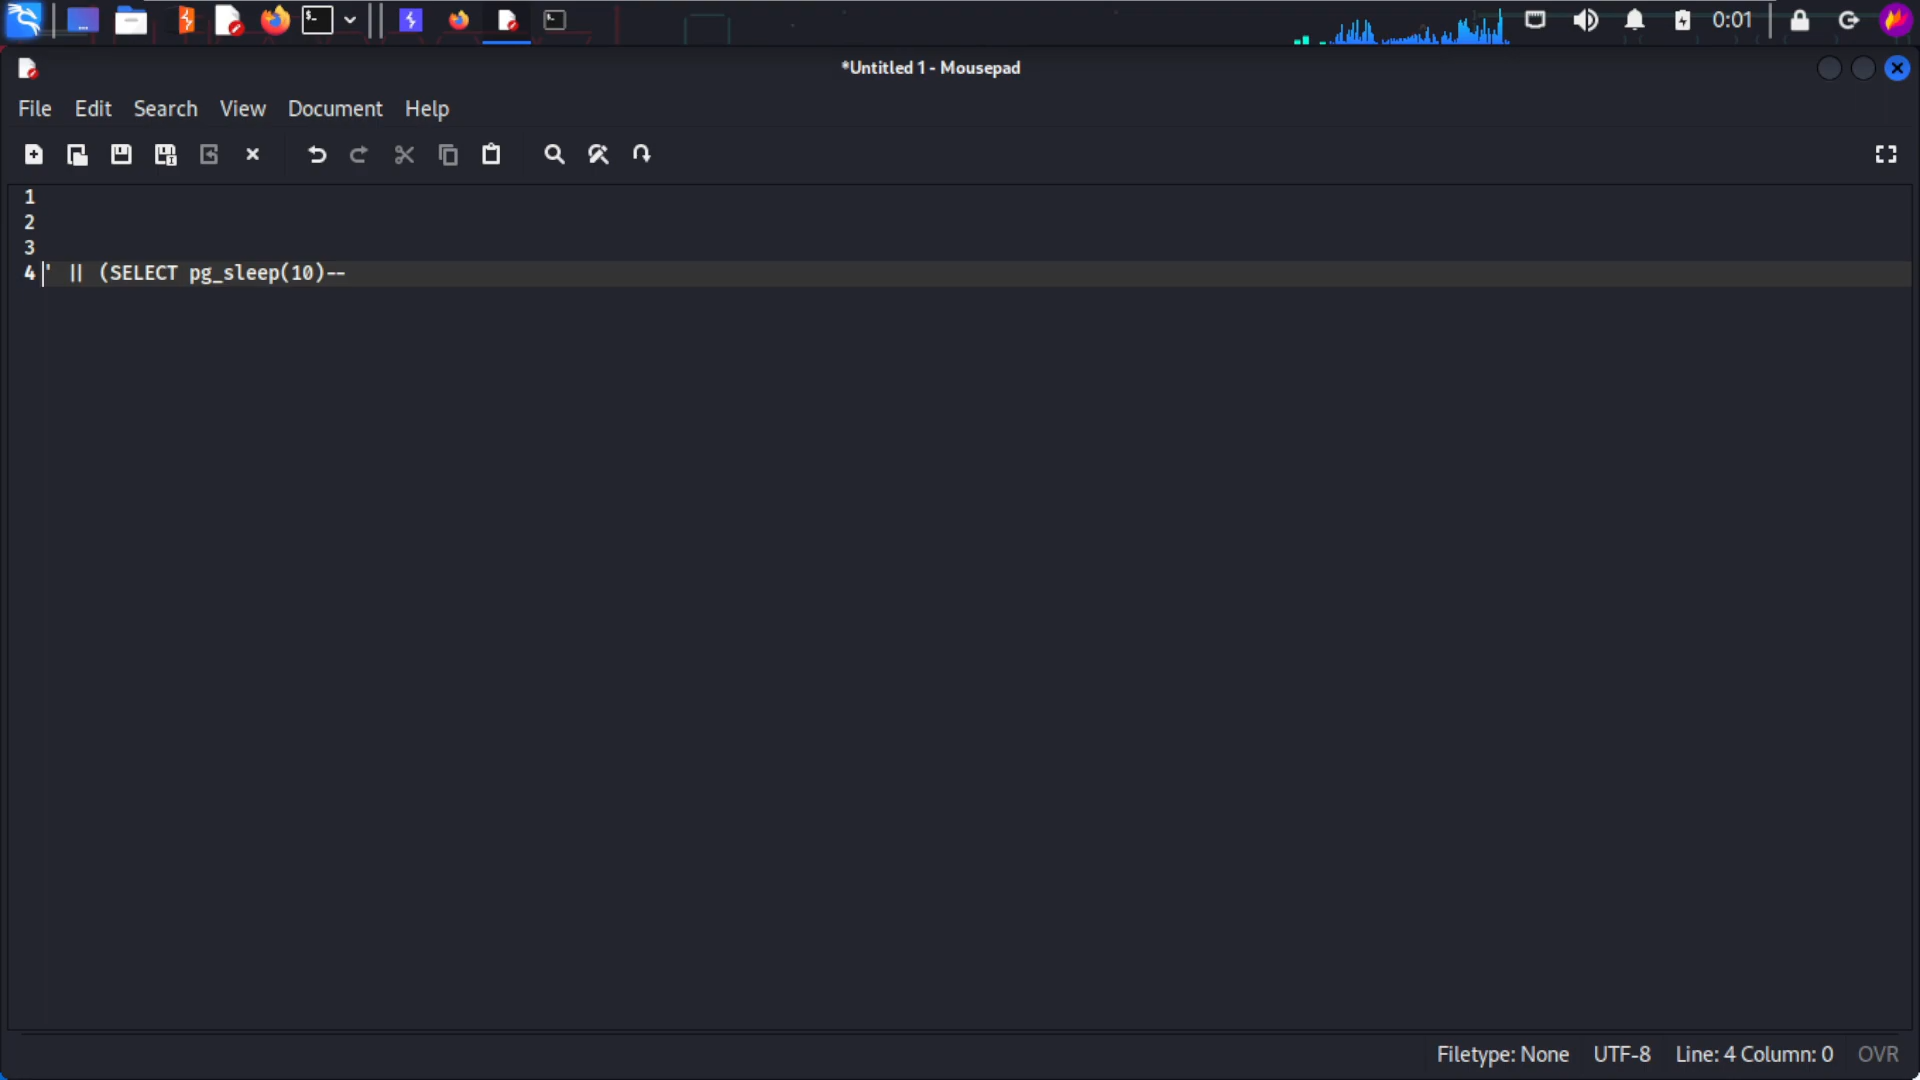 0:01
*Untitled 1 - Mousepad
File Edit Search View Document Help
1
2
3
4 ' || (SELECT pg_sleep(10)--
Filetype: None UTF-8 Line: 4 Column: 0 OVR